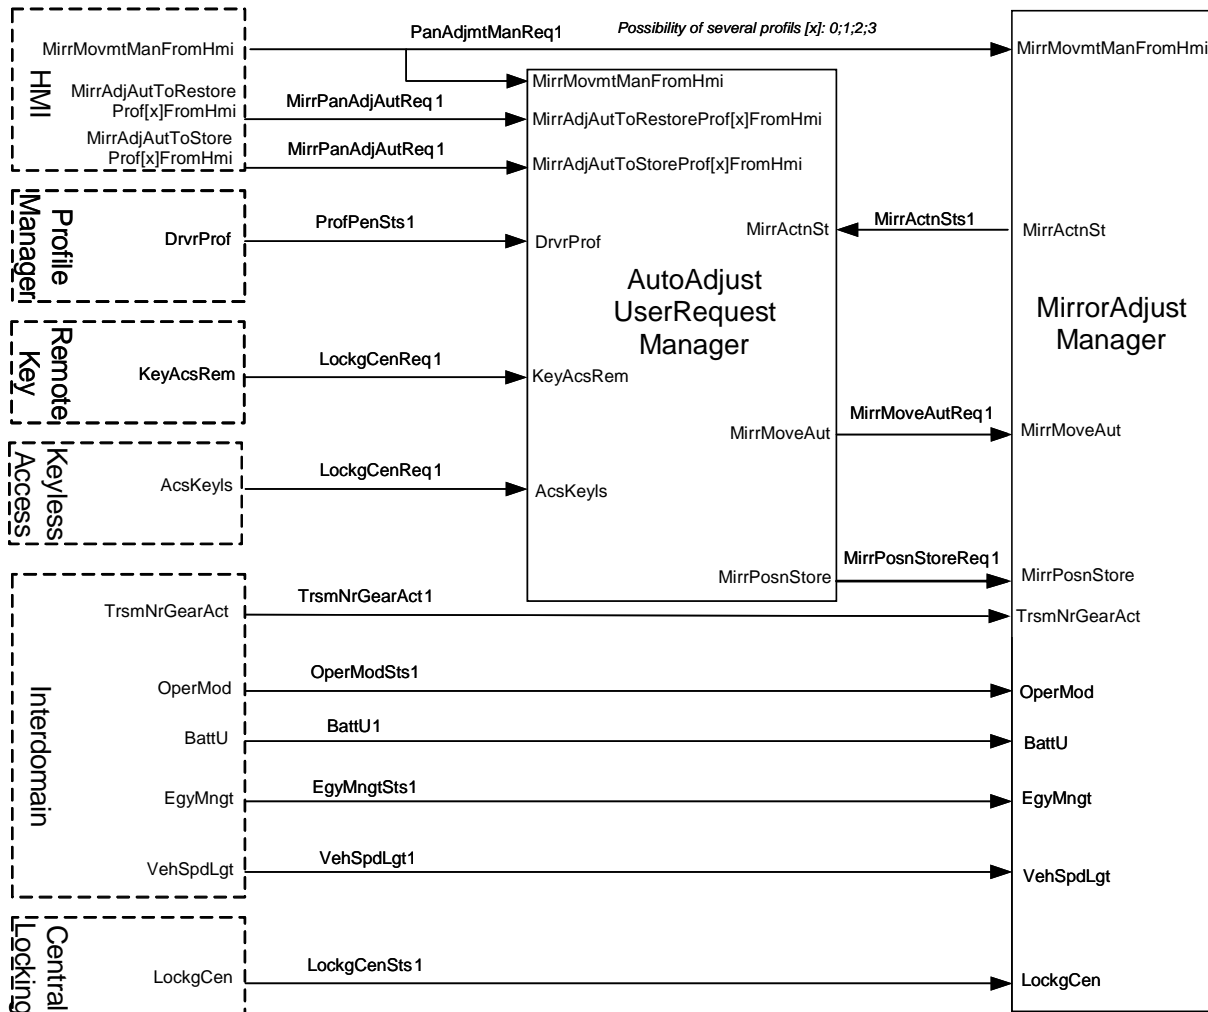 PanAdjmtManReq1
Possibility of several profils [x]: 0;1;2;3
HMI
MirrMovmtManFromHmi
MirrMovmtManFromHmi
MirrMovmtManFromHmi
MirrAdjAutToRestore
Prof[x]FromHmi
MirrPanAdjAutReq1
MirrAdjAutToRestoreProf[x]FromHmi
MirrAdjAutToStore
Prof[x]FromHmi
MirrPanAdjAutReq1
MirrAdjAutToStoreProf[x]FromHmi
Profile
Manager
DrvrProf
ProfPenSts1
DrvrProf
MirrActnSt
MirrActnSts1
MirrActnSt
AutoAdjust
UserRequest
Manager
MirrorAdjust
Manager
Remote
Key
KeyAcsRem
LockgCenReq1
KeyAcsRem
MirrMoveAut
MirrMoveAutReq1
MirrMoveAut
Keyless
Access
AcsKeyls
LockgCenReq1
AcsKeyls
MirrPosnStore
MirrPosnStoreReq1
MirrPosnStore
Interdomain
TrsmNrGearAct
TrsmNrGearAct1
TrsmNrGearAct
OperMod
OperModSts1
OperMod
BattU
BattU1
BattU
EgyMngt
EgyMngtSts1
EgyMngt
VehSpdLgt
VehSpdLgt1
VehSpdLgt
Central
Locking
LockgCen
LockgCenSts1
LockgCen